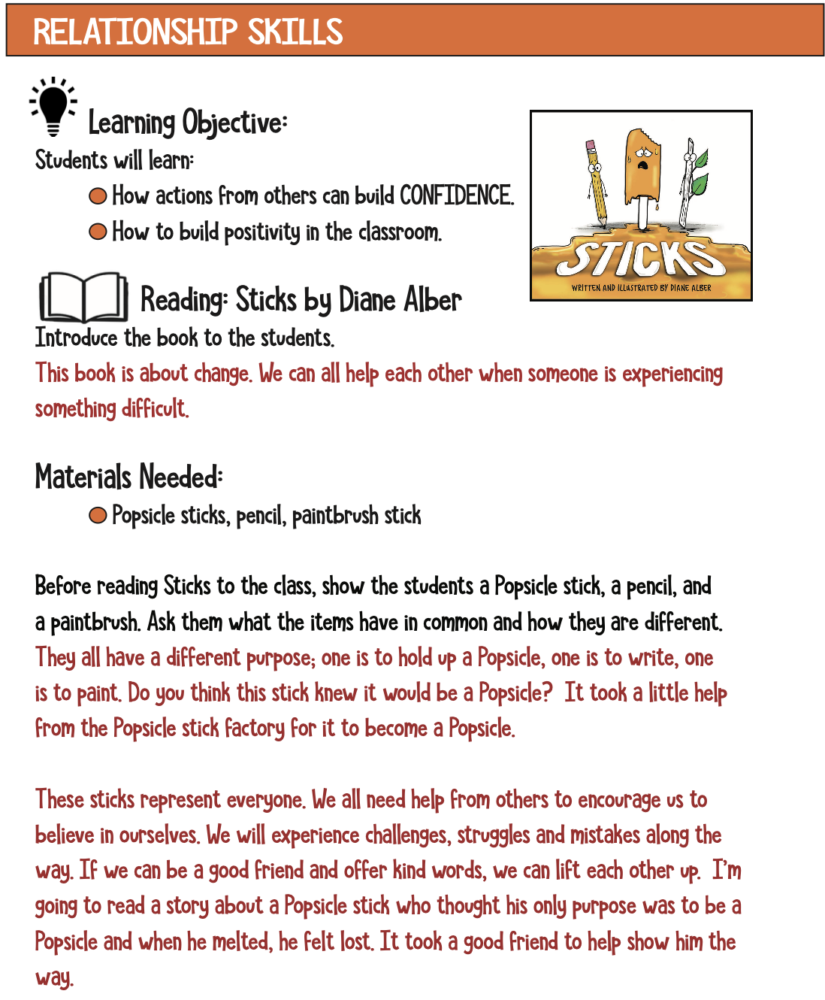 RELATIONSHIP SKILLS
Learning Objective:
Students will learn:
How actions from others can build CONFIDENCE.
How to build positivity in the classroom.
STICKS
WRITTEN AND ILLUSTRATED BY DIANE ALBER
Reading: Sticks by Diane Alber
Introduce the book to the students.
This book is about change. We can all help each other when someone is experiencing
something difficult.
Materials Needed:
Popsicle sticks, pencil, paintbrush stick
Before reading Sticks to the class, show the students a Popsicle stick, a pencil, and
a paintbrush. Ask them what the items have in common and how they are different.
They all have a different purpose; one is to hold up a Popsicle, one is to write, one
is to paint. Do you think this stick knew it would be a Popsicle?  It took a little help
from the Popsicle stick factory for it to become a Popsicle.
These sticks represent everyone. We all need help from others to encourage us to
believe in ourselves. We will experience challenges, struggles and mistakes along the
way. If we can be a good friend and offer kind words, we can lift each other up.  I'm
going to read a story about a Popsicle stick who thought his only purpose was to be a
Popsicle and when he melted, he felt lost. It took a good friend to help show him the
way.